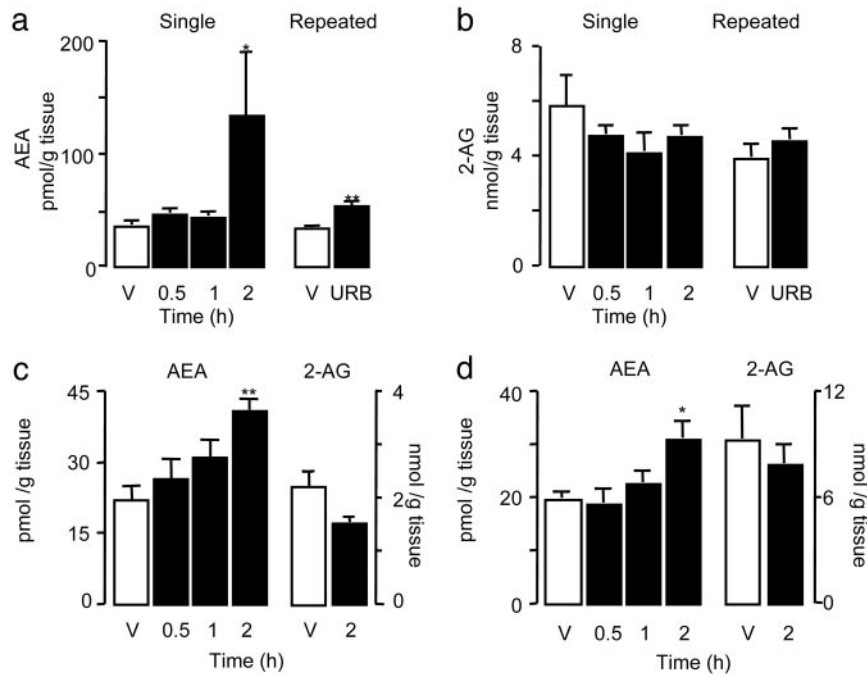 a
Single Repeated
200
100
0
AEA
pmol/g tissue
*
**
V 0.5 1 2 V URB
Time (h)
b
Single Repeated
8
4
0
2-AG
nmol/g tissue
V 0.5 1 2 V URB
Time (h)
c
AEA 2-AG
45
30
15
0
pmol /g tissue
**
4
2
0
nmol /g tissue
V 0.5 1 2 V 2
Time (h)
d
AEA 2-AG
40
30
20
10
0
pmol /g tissue
*
12
6
0
nmol /g tissue
V 0.5 1 2 V 2
Time (h)